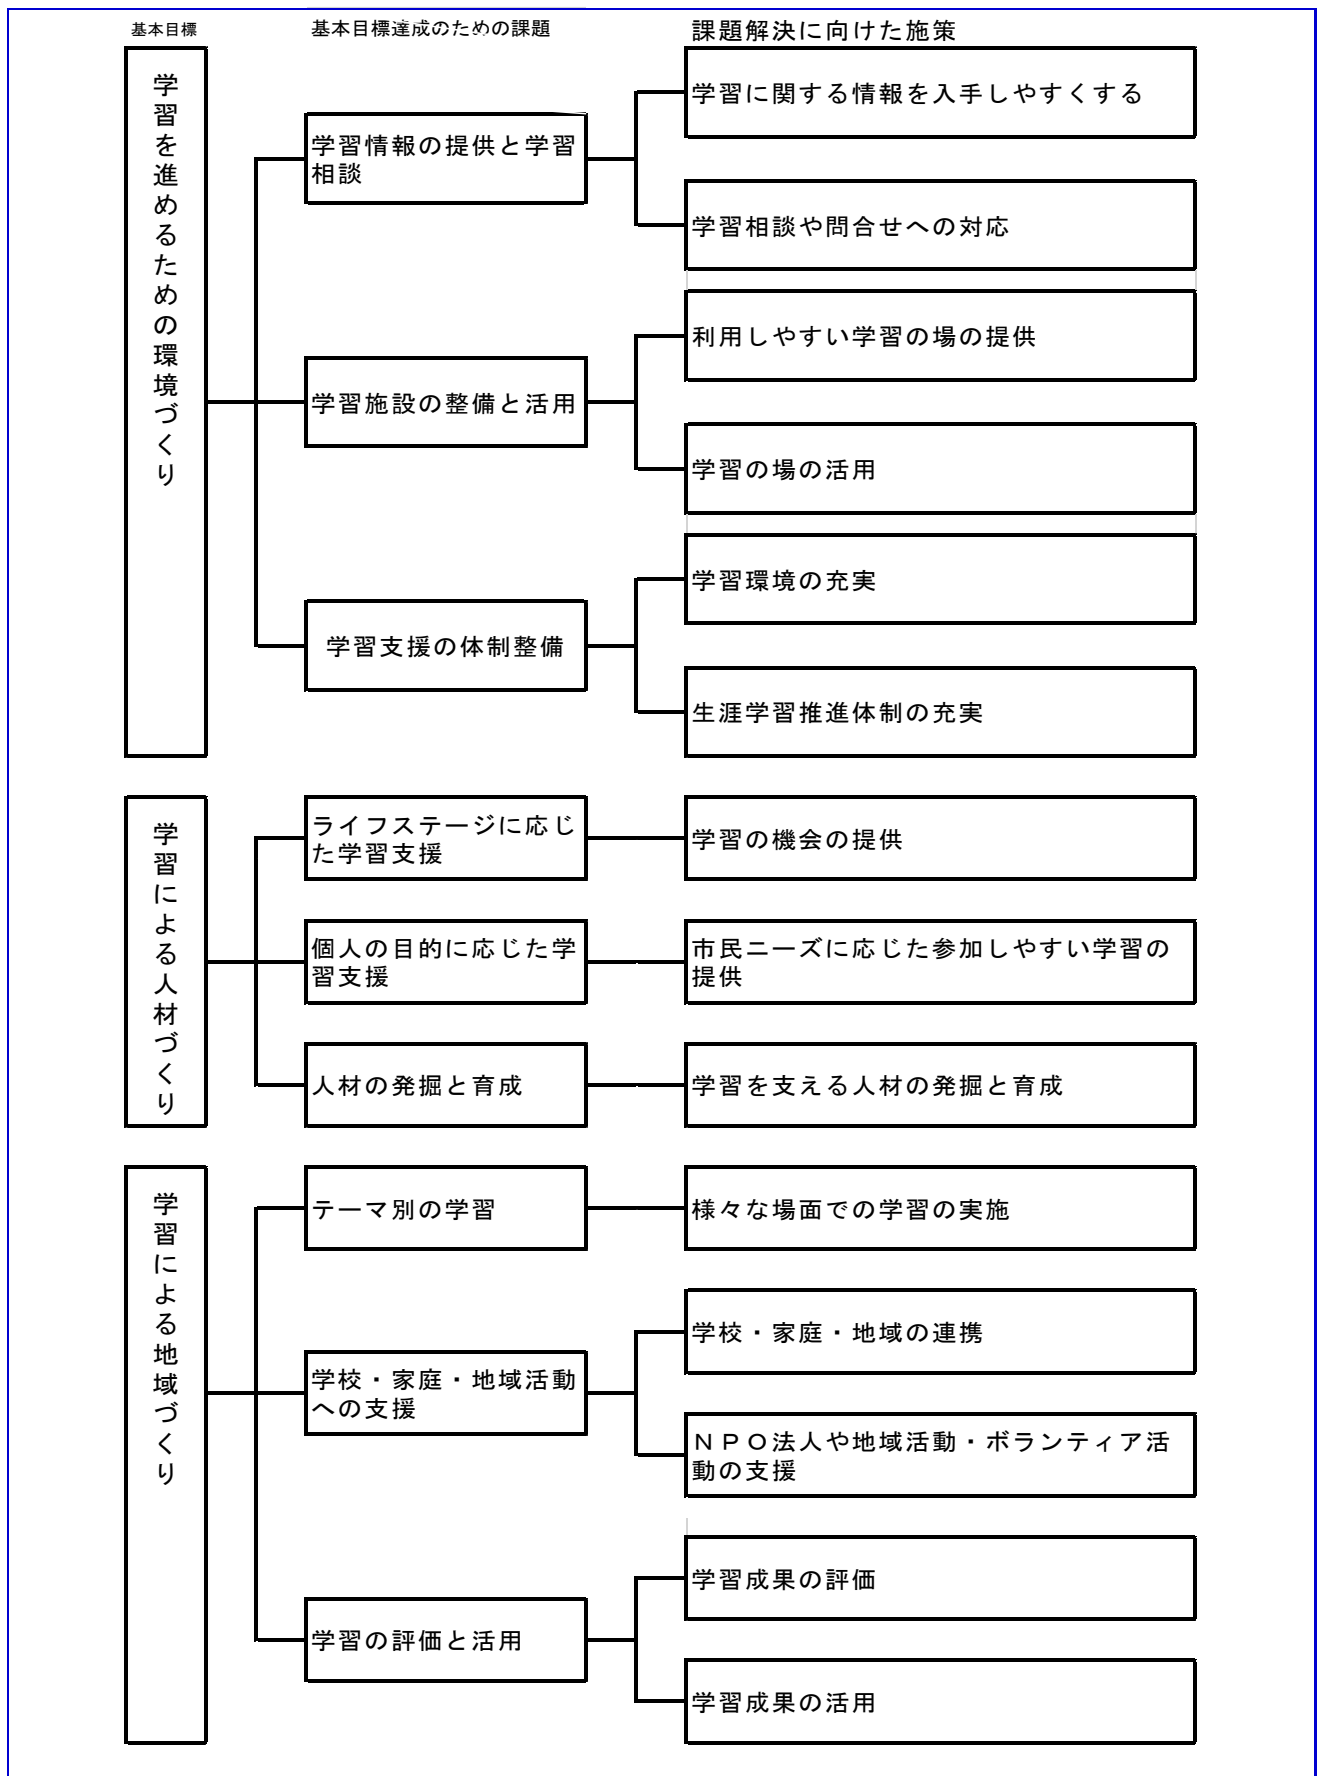 基本目標
基本目標達成のための課題
課題解決に向けた施策
学習を進めるための環境づくり
学習情報の提供と学習
相談
学習に関する情報を入手しやすくする
学習相談や問合せへの対応
学習施設の整備と活用
利用しやすい学習の場の提供
学習の場の活用
学習支援の体制整備
学習環境の充実
生涯学習推進体制の充実
学習による人材づくり
ライフステージに応じ
た学習支援
学習の機会の提供
個人の目的に応じた学
習支援
市民ニーズに応じた参加しやすい学習の
提供
人材の発掘と育成
学習を支える人材の発掘と育成
学習による地域づくり
テーマ別の学習
様々な場面での学習の実施
学校・家庭・地域活動
への支援
学校・家庭・地域の連携
ＮＰＯ法人や地域活動・ボランティア活
動の支援
学習の評価と活用
学習成果の評価
学習成果の活用